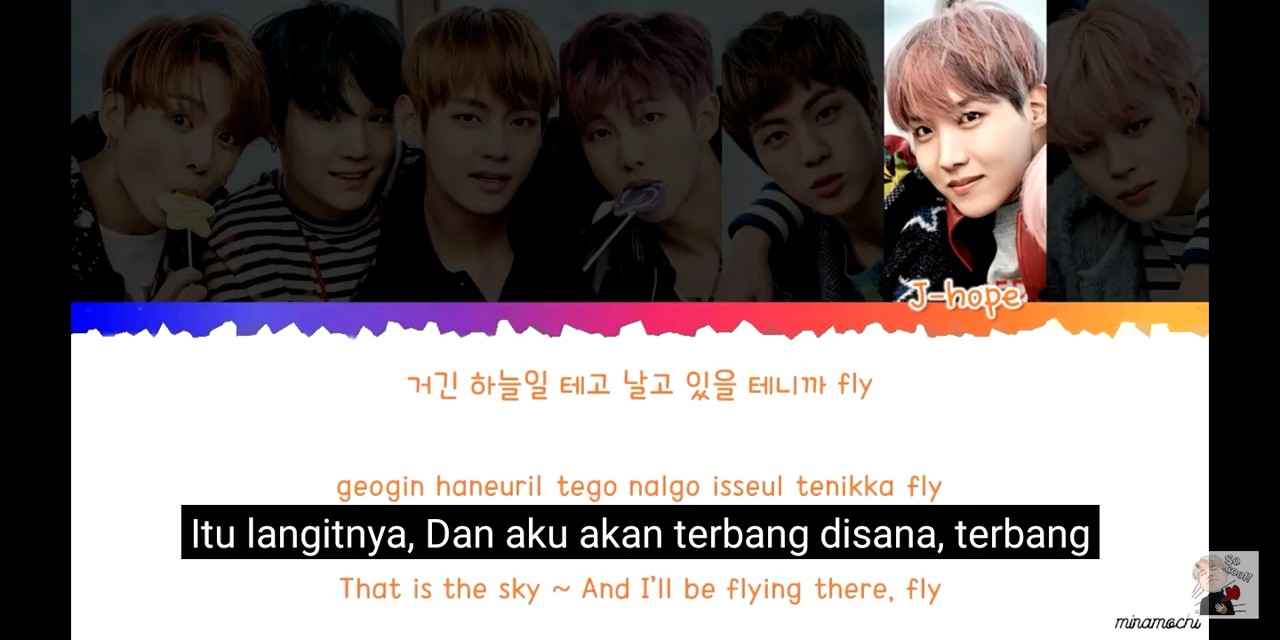 J-hope
거긴 하늘일 테고 날고 있을 테니까 fly
geogin haneuril tego nalgo isseul tenikka fly
Itu langitnya, Dan aku akan terbang disana, terbang
That is the sky ~ And I'll be flying there, fly
So cool!
minamochi